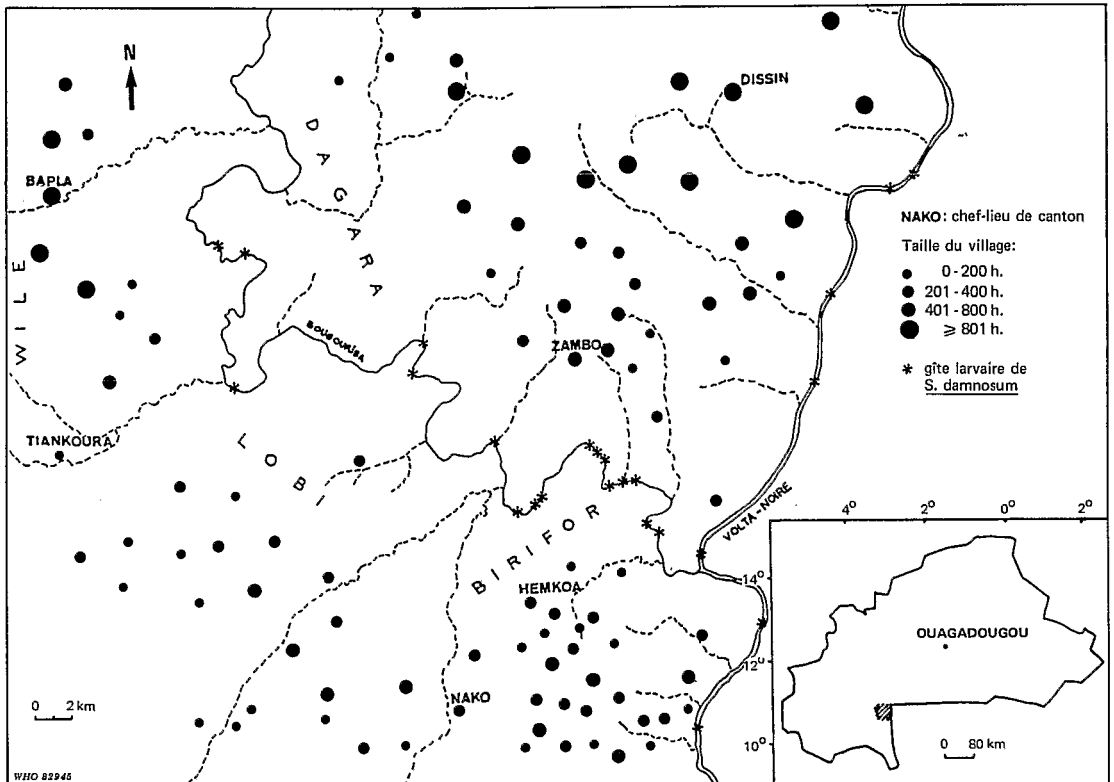 N
DISSIN
DAGARA
BAPLA
WILE
NAKO: chef-lieu de canton
Taille du village:
0-200 h.
201-400 h.
401-800 h.
⩾ 801 h.
* gîte larvaire de
S. damnosum
BOUGOURIBA
ZAMBO
TIANKOURA
LOBI
VOLTA-NOIRE
BIRIFOR
HEMKOA
NAKO
0 2 km
4° 2° 0° 2°
14°
OUAGADOUGOU
12°
10°
0 80 km
WHO 82945